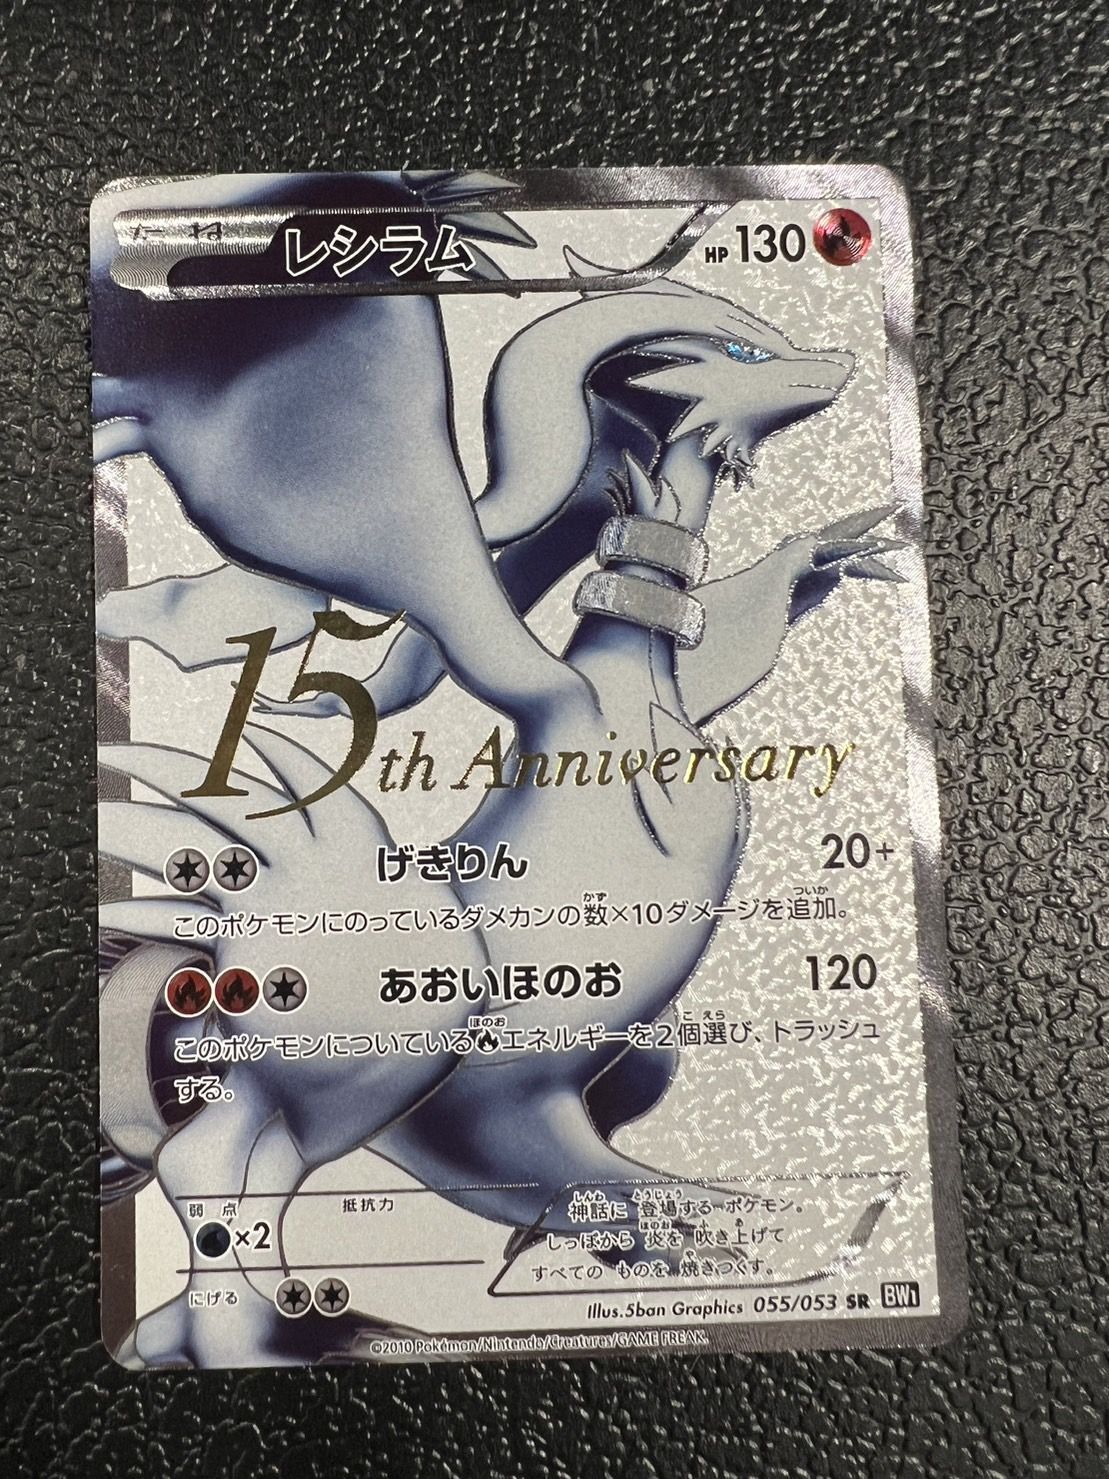 たね レシラム HP 130
15th Anniversary
げきりん 20+
このポケモンにのっているダメカンの数×10ダメージを追加。
あおいほのお 120
このポケモンについている エネルギーを2個選び、トラッシュ
する。
弱点 抵抗力
×2
にげる
神話に 登場する ポケモン。
しっぽから 炎を 吹き上げて
すべての ものを 焼きつくす。
Illus.5ban Graphics 055/053 SR BW1
©2010 Pokémon/Nintendo/Creatures/GAME FREAK.